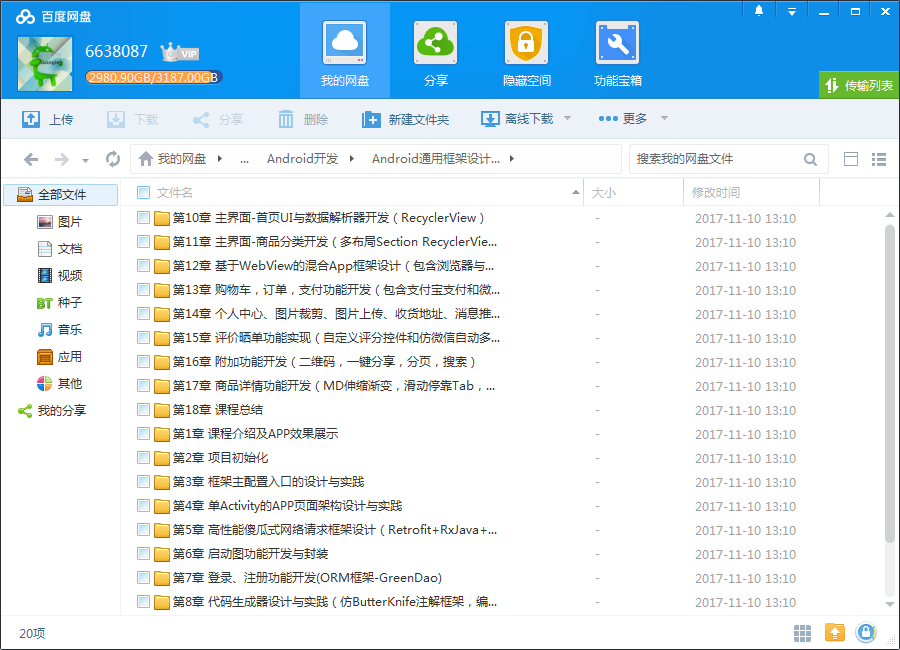 百度网盘
6638087 VIP
2980.90GB/3187.00GB
我的网盘 分享 隐藏空间 功能宝箱
传输列表
上传 下载 分享 删除 新建文件夹 离线下载 更多
我的网盘 ... Android开发 Android通用框架设计... 搜索我的网盘文件
全部文件
图片
文档
视频
BT 种子
音乐
应用
其他
我的分享
文件名 大小 修改时间
第10章 主界面-首页UI与数据解析器开发（RecyclerView ） - 2017-11-10 13:10
第11章 主界面-商品分类开发（多布局Section RecyclerVie... - 2017-11-10 13:10
第12章 基于WebView的混合App框架设计（包含浏览器与... - 2017-11-10 13:10
第13章 购物车，订单，支付功能开发（包含支付宝支付和微... - 2017-11-10 13:10
第14章 个人中心、图片裁剪、图片上传、收货地址、消息推... - 2017-11-10 13:10
第15章 评价晒单功能实现（自定义评分控件和仿微信自动多... - 2017-11-10 13:10
第16章 附加功能开发（二维码，一键分享，分页，搜索） - 2017-11-10 13:10
第17章 商品详情功能开发（MD伸缩渐变，滑动停靠Tab，... - 2017-11-10 13:10
第18章 课程总结 - 2017-11-10 13:10
第1章 课程介绍及APP效果展示 - 2017-11-10 13:10
第2章 项目初始化 - 2017-11-10 13:10
第3章 框架主配置入口的设计与实践 - 2017-11-10 13:10
第4章 单Activity的APP页面架构设计与实践 - 2017-11-10 13:10
第5章 高性能傻瓜式网络请求框架设计（Retrofit+RxJava+... - 2017-11-10 13:10
第6章 启动图功能开发与封装 - 2017-11-10 13:10
第7章 登录、注册功能开发(ORM框架-GreenDao) - 2017-11-10 13:10
第8章 代码生成器设计与实践（仿ButterKnife注解框架，编... - 2017-11-10 13:10
20项